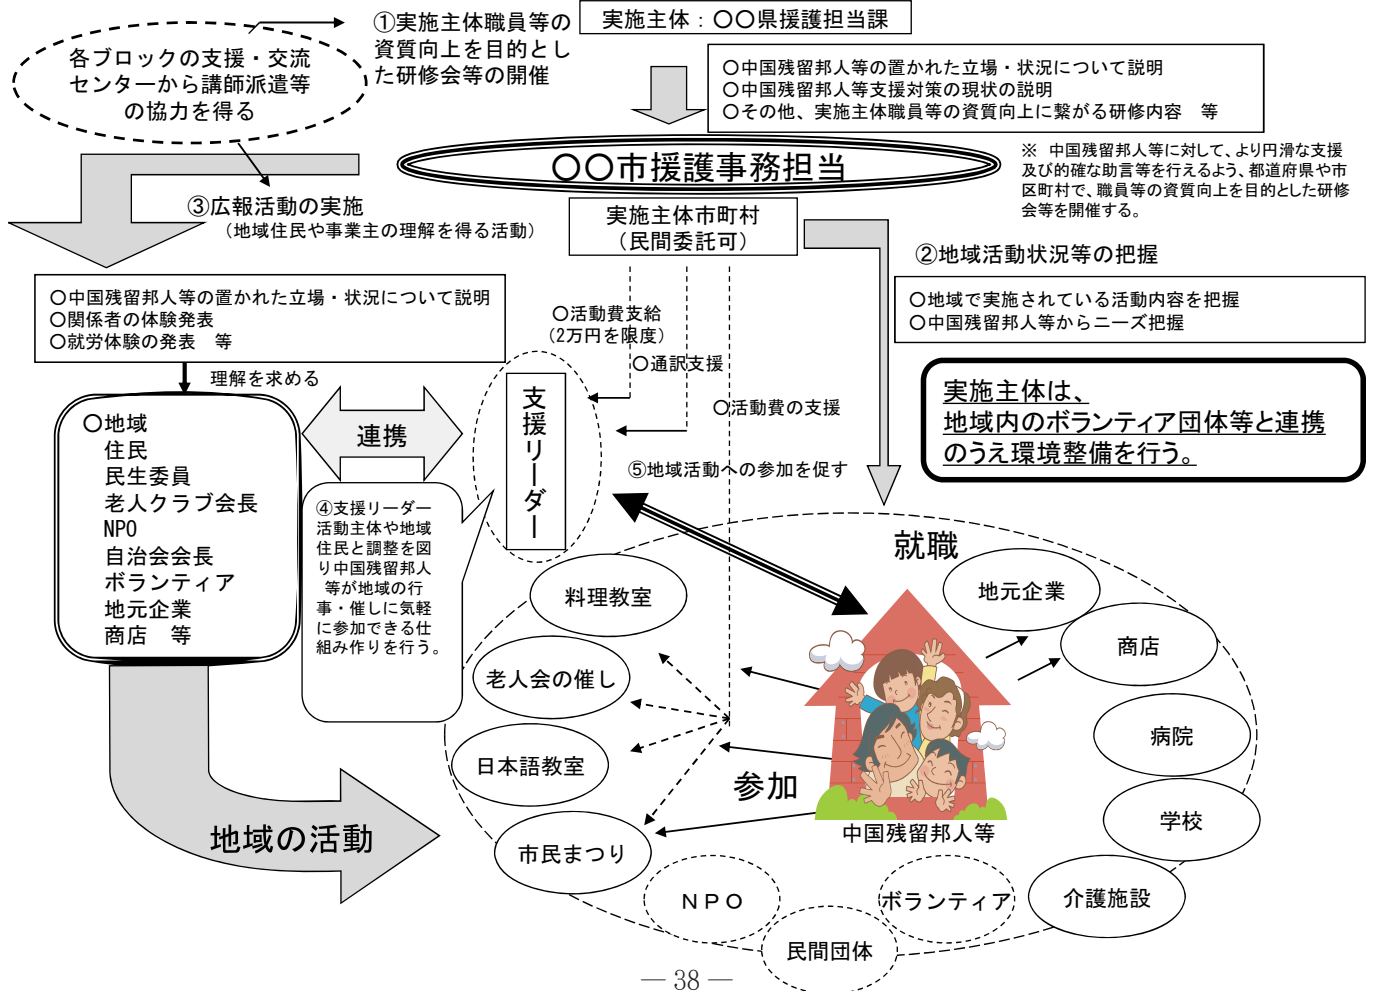 ①実施主体職員等の
資質向上を目的とし
た研修会等の開催
実施主体：〇〇県援護担当課
各ブロックの支援・交流
センターから講師派遣等
の協力を得る
〇中国残留邦人等の置かれた立場・状況について説明
〇中国残留邦人等支援対策の現状の説明
〇その他、実施主体職員等の資質向上に繋がる研修内容　等
〇〇市援護事務担当
※　中国残留邦人等に対して、より円滑な支援
及び的確な助言等を行えるよう、都道府県や市
区町村で、職員等の資質向上を目的とした研修
会等を開催する。
③広報活動の実施
（地域住民や事業主の理解を得る活動）
実施主体市町村
（民間委託可）
②地域活動状況等の把握
〇中国残留邦人等の置かれた立場・状況について説明
〇関係者の体験発表
〇就労体験の発表　等
〇地域で実施されている活動内容を把握
〇中国残留邦人等からニーズ把握
〇活動費支給
（2万円を限度）
〇通訳支援
〇活動費の支援
理解を求める
実施主体は、
地域内のボランティア団体等と連携
のうえ環境整備を行う。
〇地域
住民
民生委員
老人クラブ会長
NPO
自治会会長
ボランティア
地元企業
商店　等
連携
支援リーダー
⑤地域活動への参加を促す
④支援リーダー
活動主体や地域
住民と調整を図
り中国残留邦人
等が地域の行
事・催しに気軽
に参加できる仕
組み作りを行う。
就職
料理教室
地元企業
老人会の催し
商店
日本語教室
病院
参加
市民まつり
学校
中国残留邦人等
地域の活動
ＮＰＯ
ボランティア
介護施設
民間団体
― 38 ―